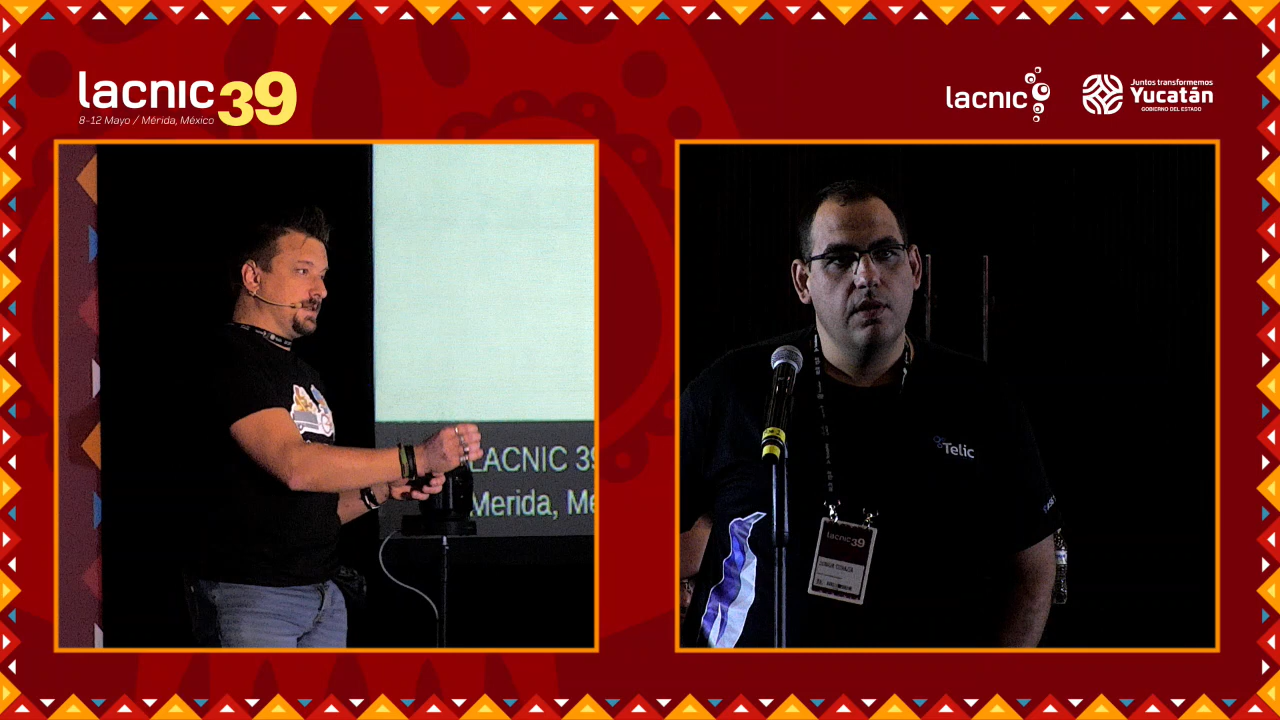 lacnic39
8-12 Mayo / Mérida, México
lacnic
Juntos transformemos
Yucatán
GOBIERNO DEL ESTADO
LACNIC 39
Merida, Me
Telic
lacnic39